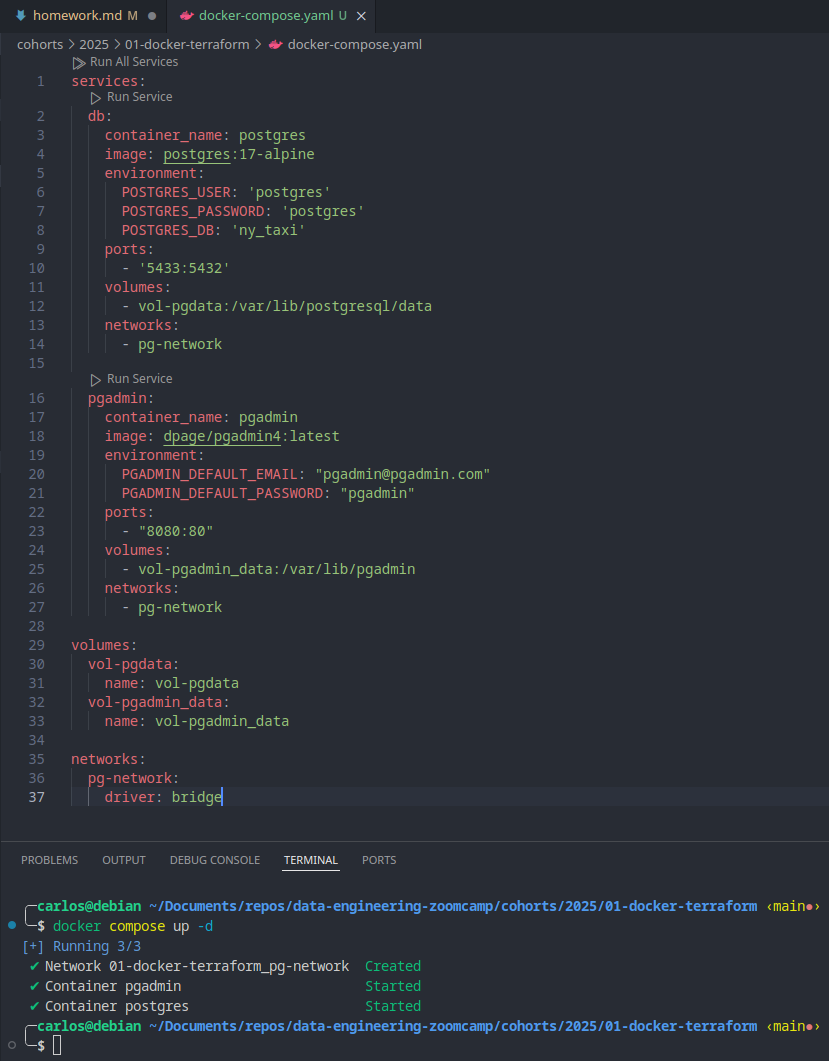 homework.md M
docker-compose.yaml U
cohorts > 2025 > 01-docker-terraform > docker-compose.yaml
Run All Services
1 services:
Run Service
2   db:
3     container_name: postgres
4     image: postgres:17-alpine
5     environment:
6       POSTGRES_USER: 'postgres'
7       POSTGRES_PASSWORD: 'postgres'
8       POSTGRES_DB: 'ny_taxi'
9     ports:
10       - '5433:5432'
11     volumes:
12       - vol-pgdata:/var/lib/postgresql/data
13     networks:
14       - pg-network
15
Run Service
16   pgadmin:
17     container_name: pgadmin
18     image: dpage/pgadmin4:latest
19     environment:
20       PGADMIN_DEFAULT_EMAIL: "pgadmin@pgadmin.com"
21       PGADMIN_DEFAULT_PASSWORD: "pgadmin"
22     ports:
23       - "8080:80"
24     volumes:
25       - vol-pgadmin_data:/var/lib/pgadmin
26     networks:
27       - pg-network
28
29 volumes:
30   vol-pgdata:
31     name: vol-pgdata
32   vol-pgadmin_data:
33     name: vol-pgadmin_data
34
35 networks:
36   pg-network:
37     driver: bridge
PROBLEMS OUTPUT DEBUG CONSOLE TERMINAL PORTS
carlos@debian ~/Documents/repos/data-engineering-zoomcamp/cohorts/2025/01-docker-terraform ‹main●›
$ docker compose up -d
[+] Running 3/3
✔ Network 01-docker-terraform_pg-network Created
✔ Container pgadmin Started
✔ Container postgres Started
carlos@debian ~/Documents/repos/data-engineering-zoomcamp/cohorts/2025/01-docker-terraform ‹main●›
$